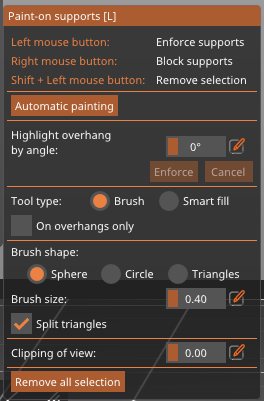 Paint-on supports [L]
Left mouse button: Enforce supports
Right mouse button: Block supports
Shift + Left mouse button: Remove selection
Automatic painting
Highlight overhang
by angle: 0°
Enforce Cancel
Tool type: Brush Smart fill
On overhangs only
Brush shape:
Sphere Circle Triangles
Brush size: 0.40
Split triangles
Clipping of view: 0.00
Remove all selection